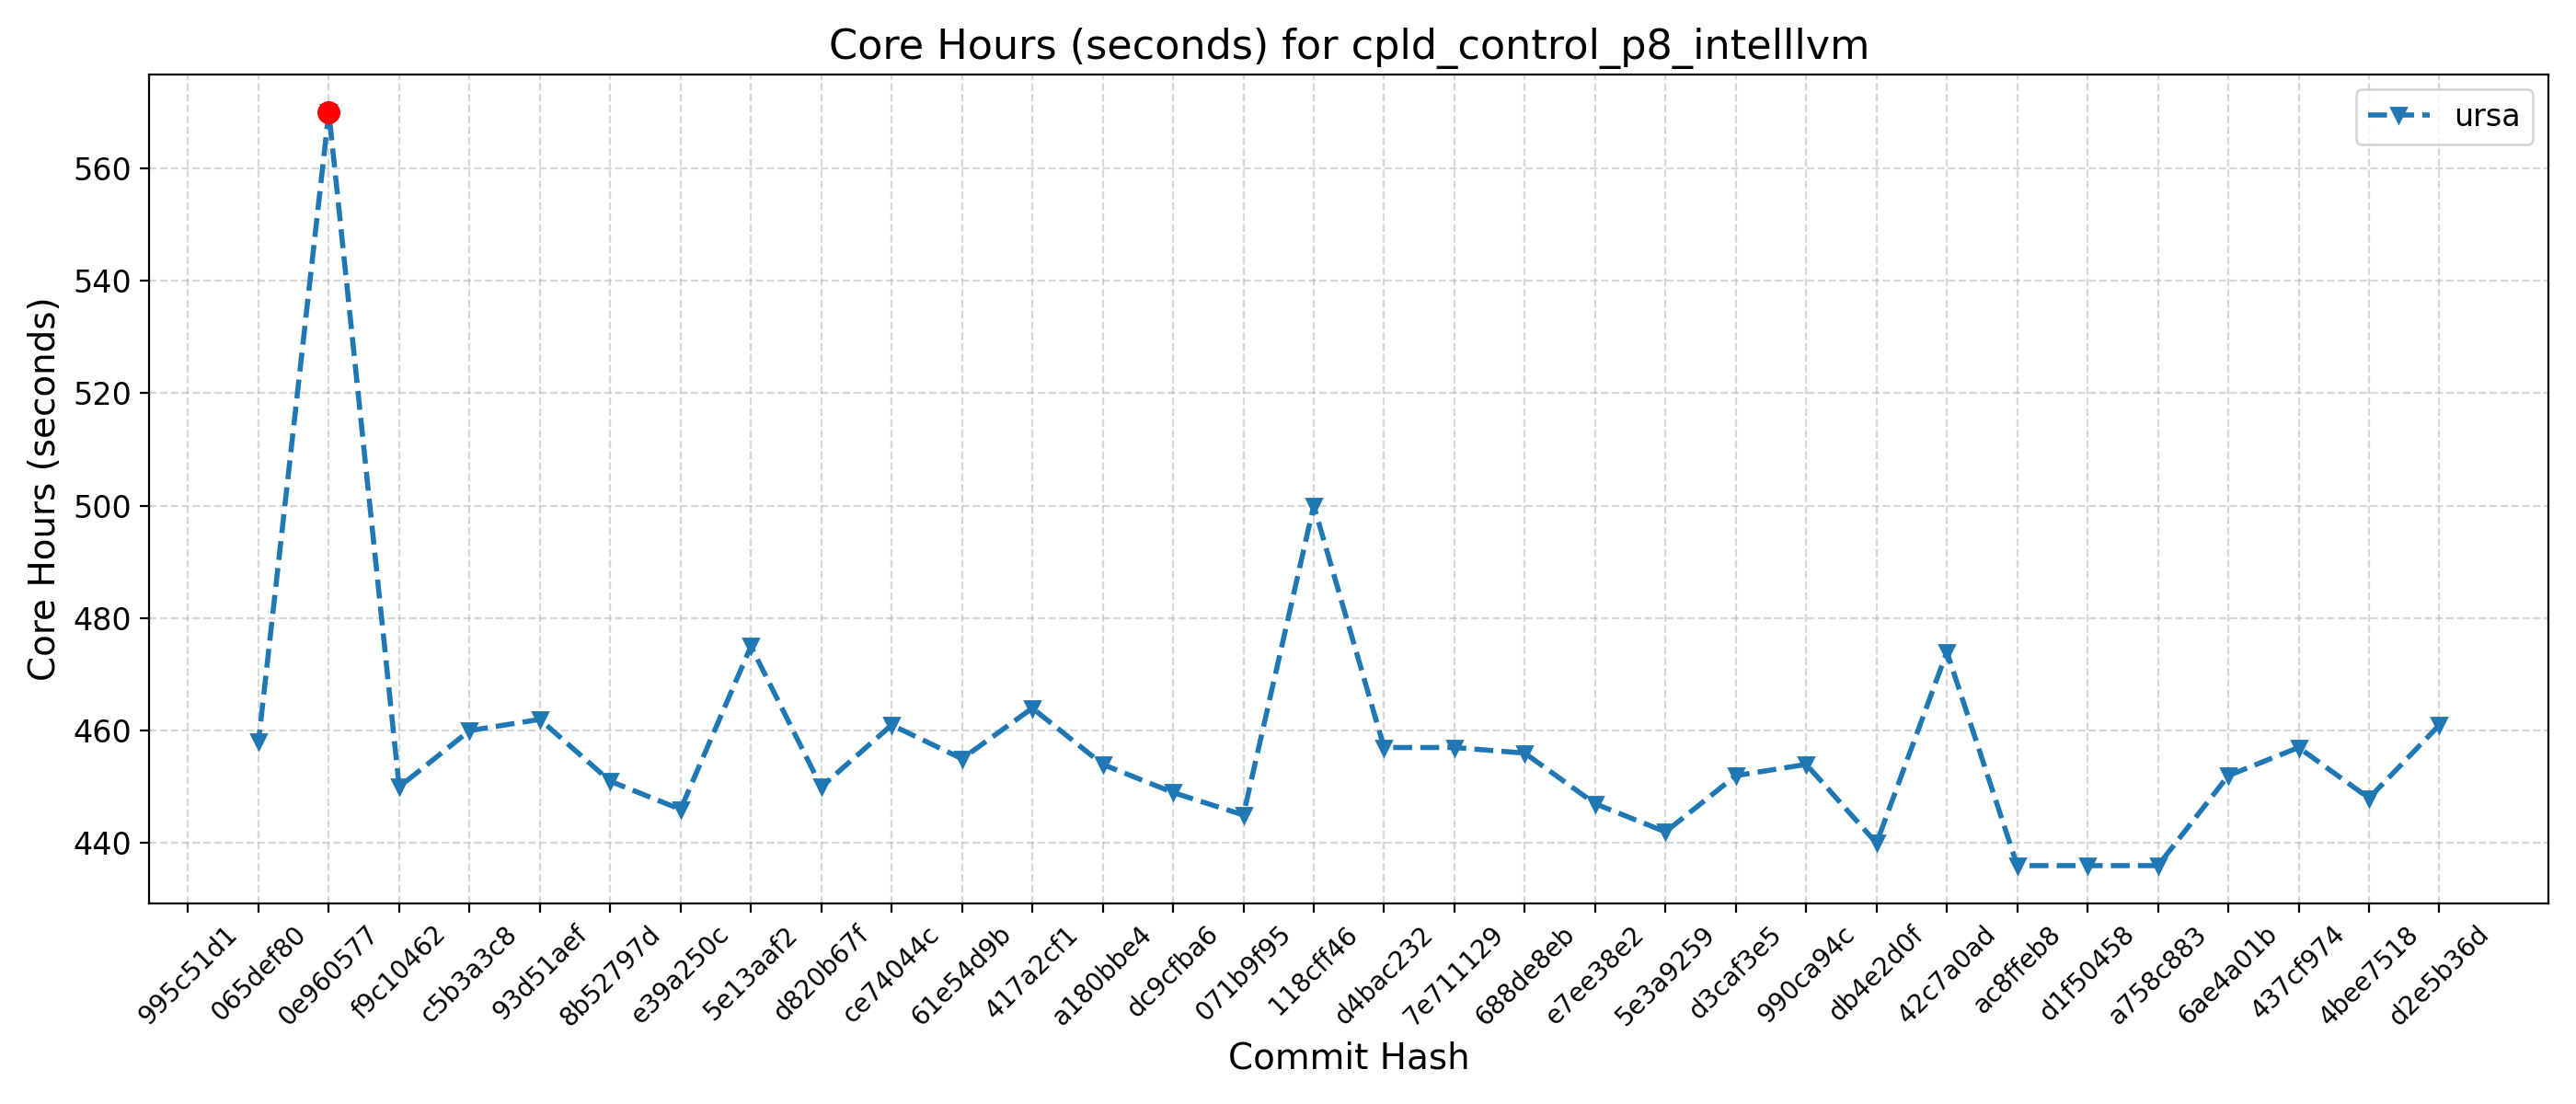 Core Hours (seconds) for cpld_control_p8_intelllvm
ursa
Core Hours (seconds)
560
540
520
500
480
460
440
995c51d1
065def80
0e960577
f9c10462
c5b3a3c8
93d51aef
8b52797d
e39a250c
5e13aaf2
d820b67f
ce74044c
61e54d9b
417a2cf1
a180bbe4
dc9cfba6
071b9f95
118cff46
d4bac232
7e711129
688de8eb
e7ee38e2
5e3a9259
d3caf3e5
990ca94c
db4e2d0f
42c7a0ad
ac8ffeb8
d1f50458
a758c883
6ae4a01b
437cf974
4bee7518
d2e5b36d
Commit Hash